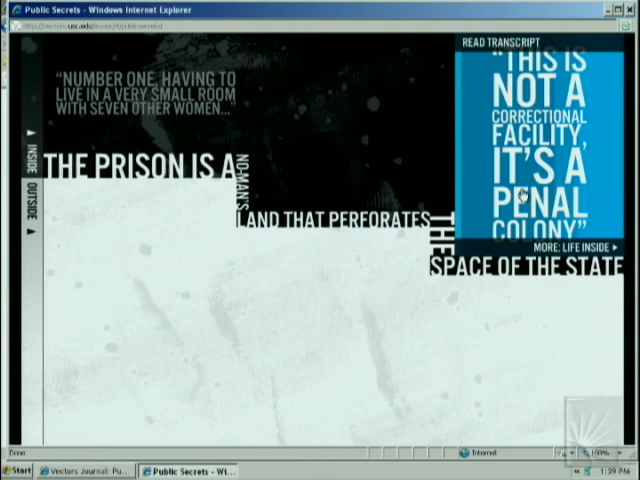 Public Secrets - Windows Internet Explorer
READ TRANSCRIPT
"NUMBER ONE, HAVING TO
LIVE IN A VERY SMALL ROOM
WITH SEVEN OTHER WOMEN..."
"THIS IS
NOT A
CORRECTIONAL
FACILITY,
IT'S A
PENAL
COLONY"
MORE: LIFE INSIDE
INSIDE
OUTSIDE
THE PRISON IS A
NO-MAN'S
LAND THAT PERFORATES
THE
SPACE OF THE STATE
Done
Internet
100%
Start
Vectors Journal: Pu...
Public Secrets - Wi...
1:39 PM